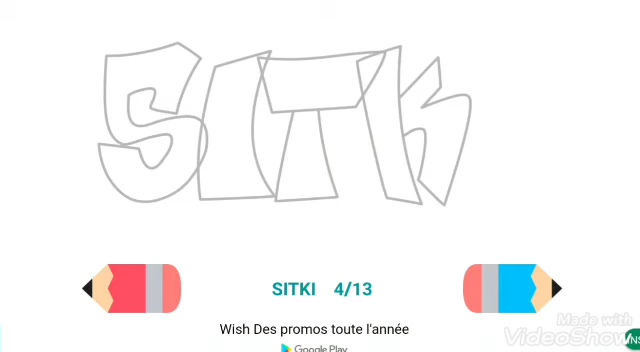 SITK
SITKI 4/13
Wish Des promos toute l'année
Google Play
Made with
VideoShow